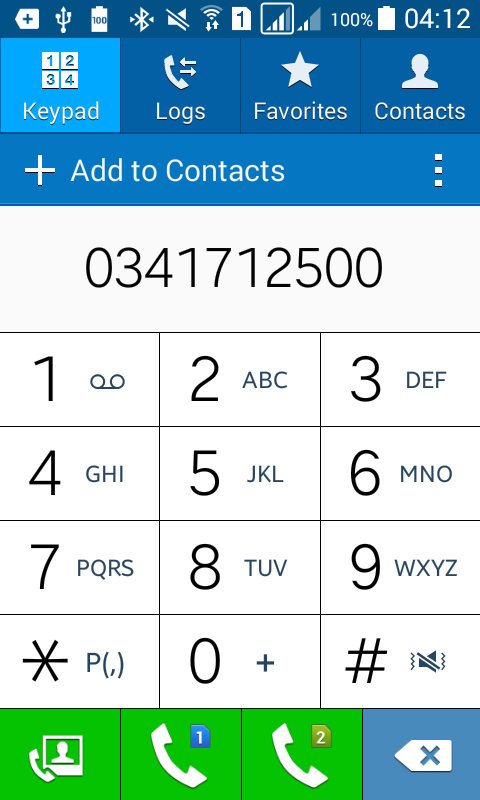 100 1 100% 04:12
1 2
3 4
Keypad Logs Favorites Contacts
+ Add to Contacts
0341712500
1 2 ABC 3 DEF
4 GHI 5 JKL 6 MNO
7 PQRS 8 TUV 9 WXYZ
* P(,) 0 + #
1 2